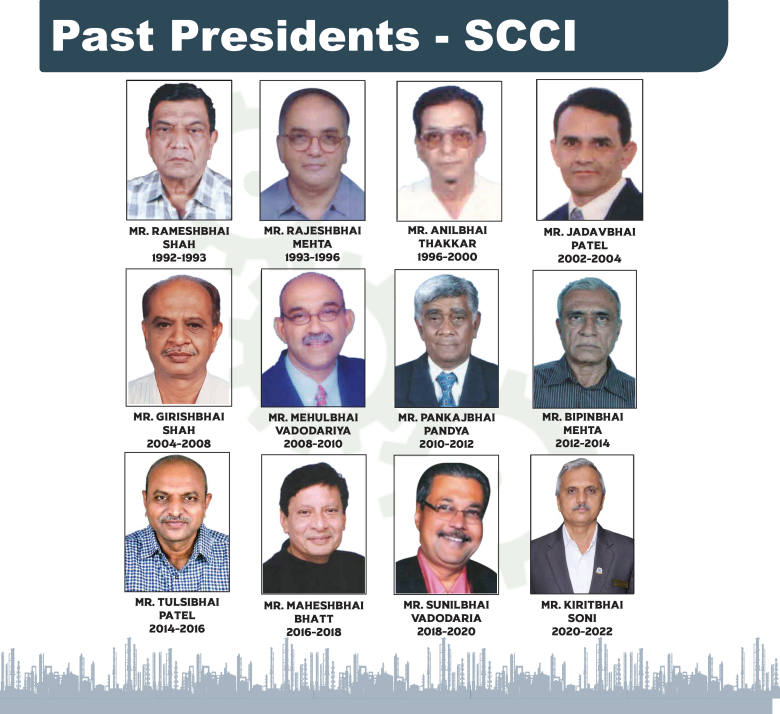 Past Presidents - SCCI
MR. RAMESHBHAI
SHAH
1992-1993
MR. RAJESHBHAI
MEHTA
1993-1996
MR. ANILBHAI
THAKKAR
1996-2000
MR. JADAVBHAI
PATEL
2002-2004
MR. GIRISHBHAI
SHAH
2004-2008
MR. MEHULBHAI
VADODARIYA
2008-2010
MR. PANKAJBHAI
PANDYA
2010-2012
MR. BIPINBHAI
MEHTA
2012-2014
MR. TULSIBHAI
PATEL
2014-2016
MR. MAHESHBHAI
BHATT
2016-2018
MR. SUNILBHAI
VADODARIA
2018-2020
MR. KIRITBHAI
SONI
2020-2022